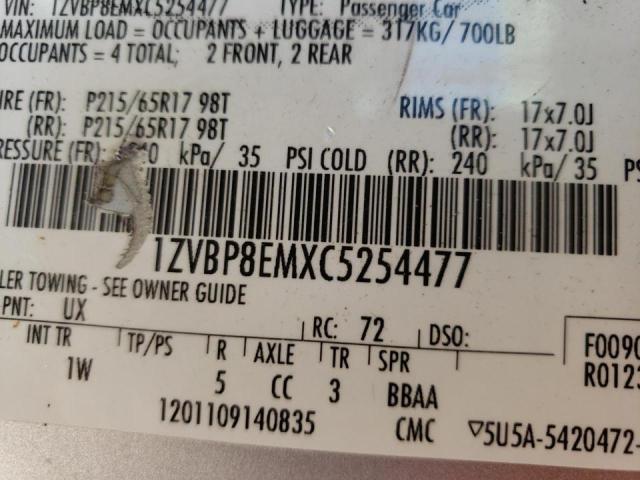 VIN: 1ZVBP8EMXC5254477 TYPE: Passenger Car
MAXIMUM LOAD = OCCUPANTS + LUGGAGE = 317KG/ 700LB
OCCUPANTS = 4 TOTAL; 2 FRONT, 2 REAR
IRE (FR): P215/65R17 98T RIMS (FR): 17x7.0J
(RR): P215/65R17 98T (RR): 17x7.0J
RESSURE (FR): kPa/ 35 PSI COLD (RR): 240 kPa/ 35 PS
1ZVBP8EMXC5254477
LER TOWING - SEE OWNER GUIDE
PNT: UX RC: 72 DSO: F0090
INT TR TP/PS R AXLE TR SPR R0123
1W 5 CC 3 BBAA
1201109140835 CMC ▽5U5A-5420472-